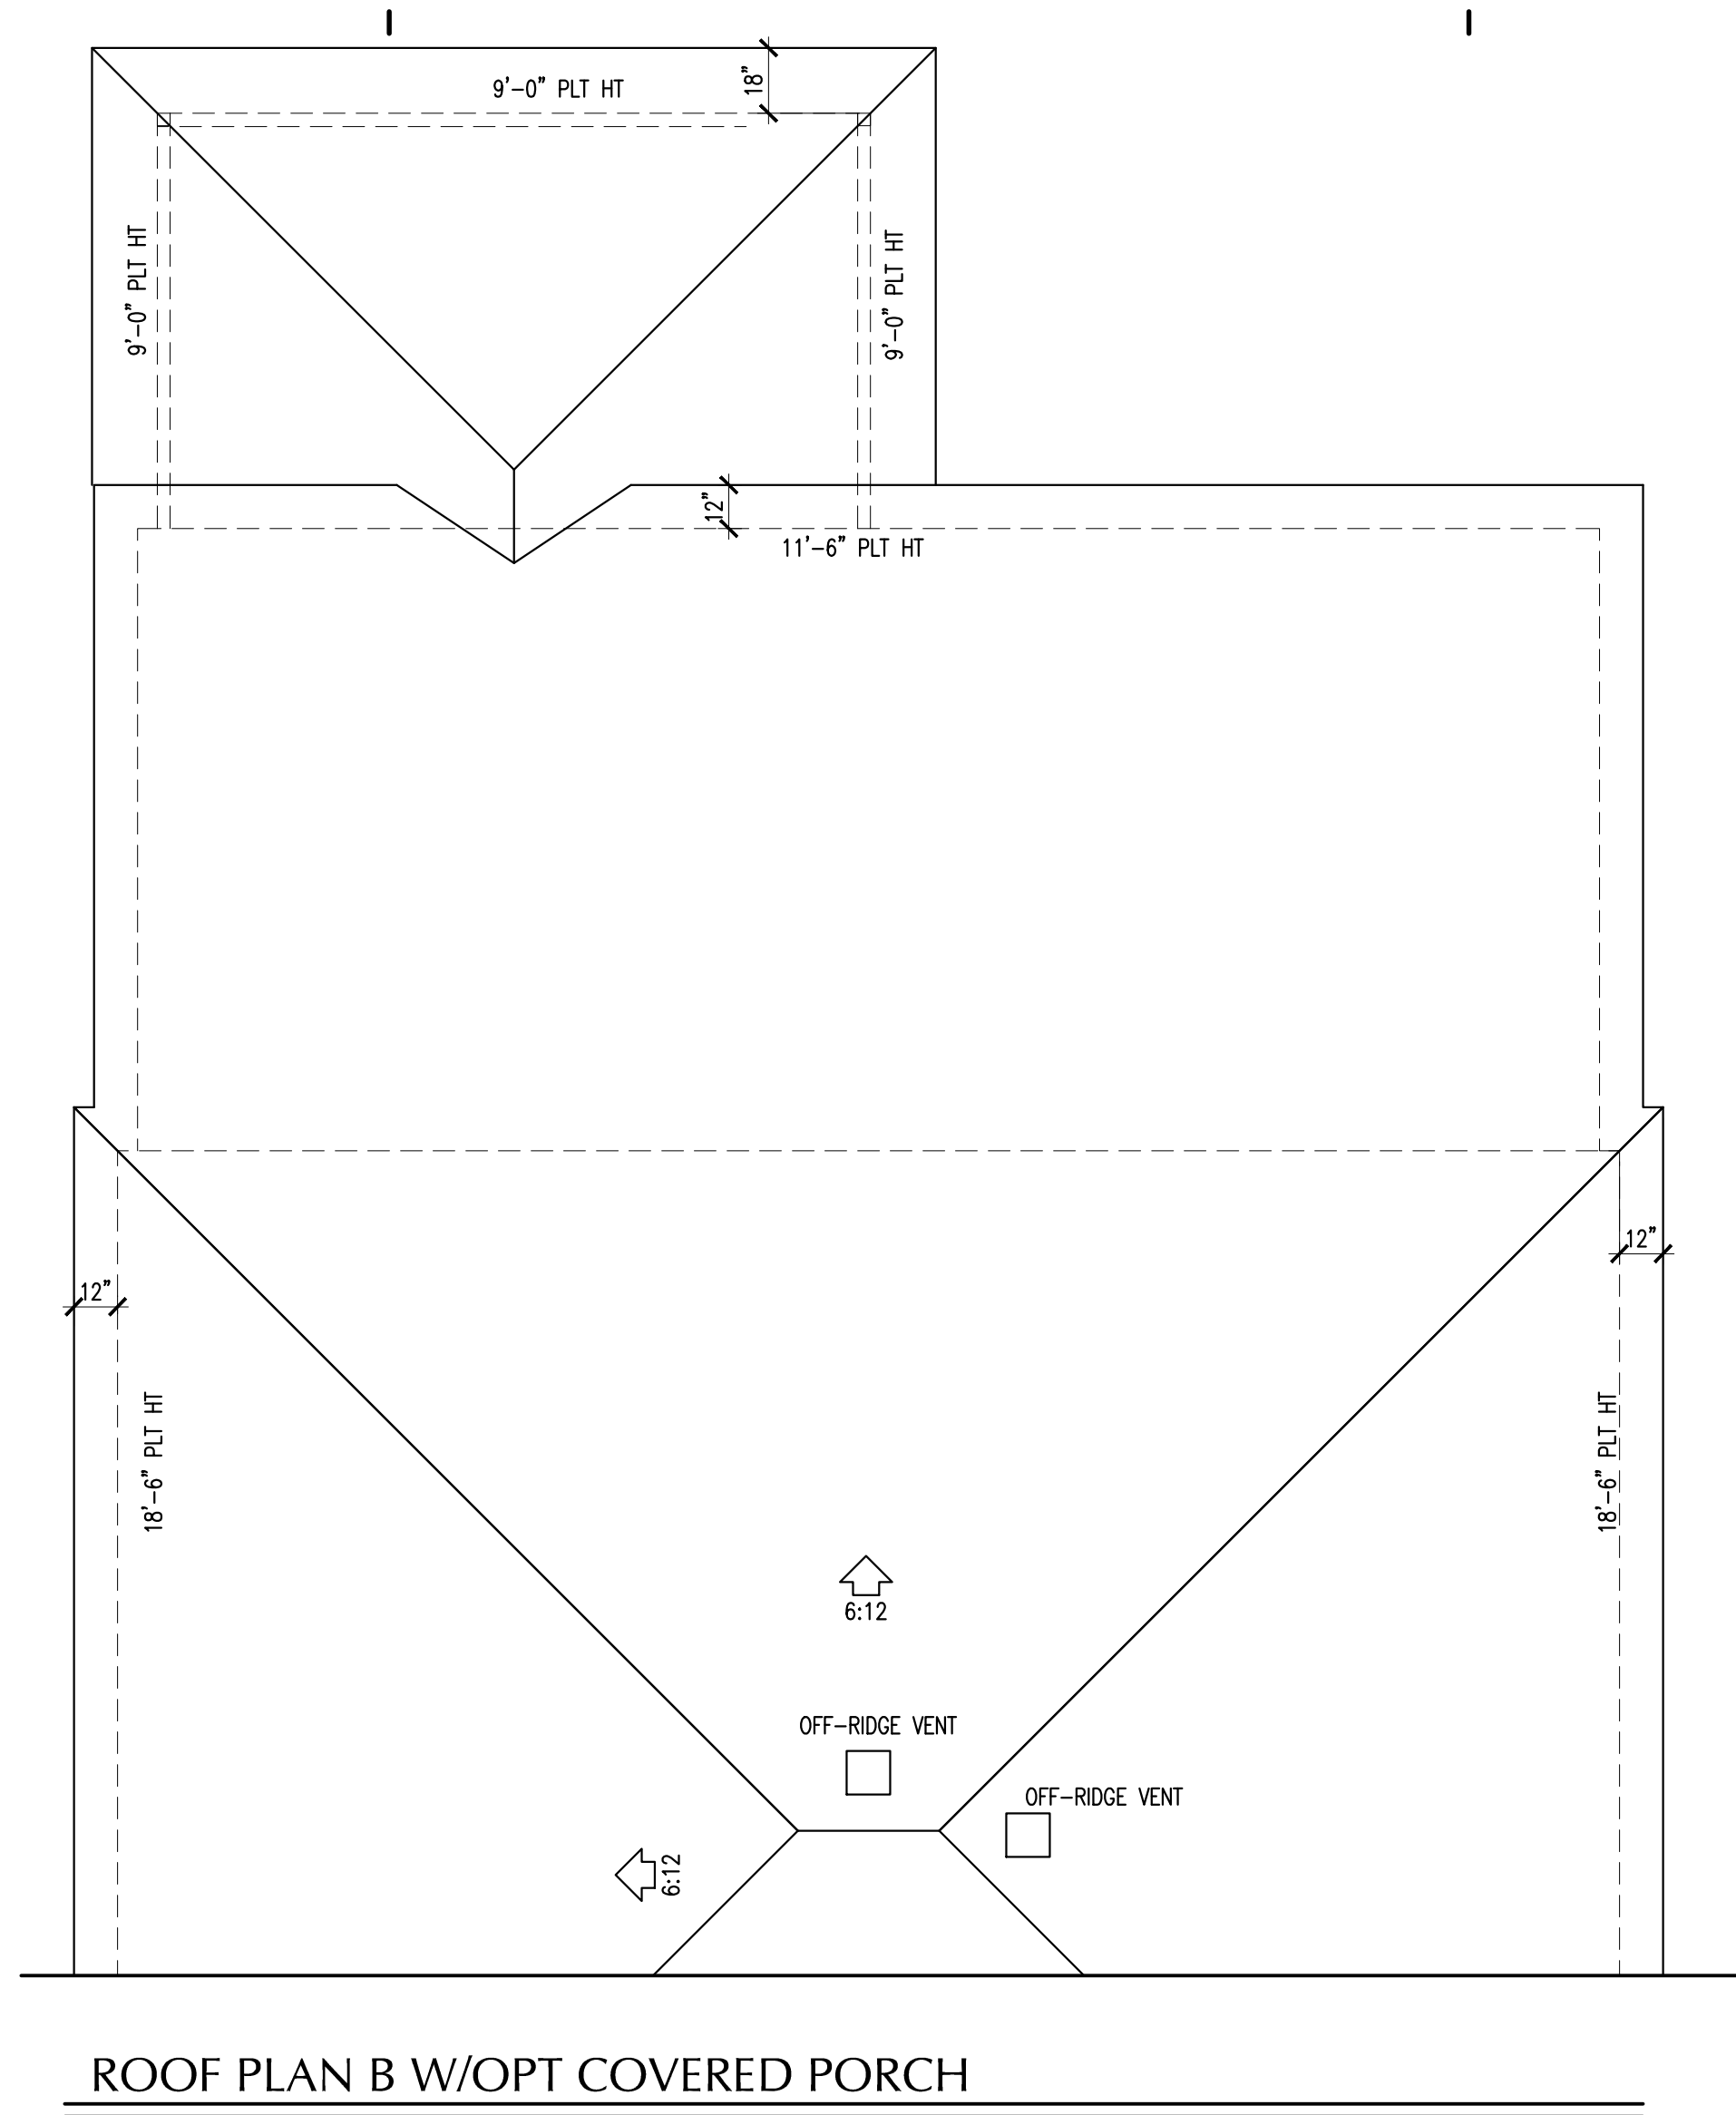 9'-0" PLT HT
18"
9'-0" PLT HT
9'-0" PLT HT
12"
11'-6" PLT HT
12"
12"
18'-6" PLT HT
18'-6" PLT HT
6:12
OFF-RIDGE VENT
OFF-RIDGE VENT
6:12
ROOF PLAN B W/OPT COVERED PORCH